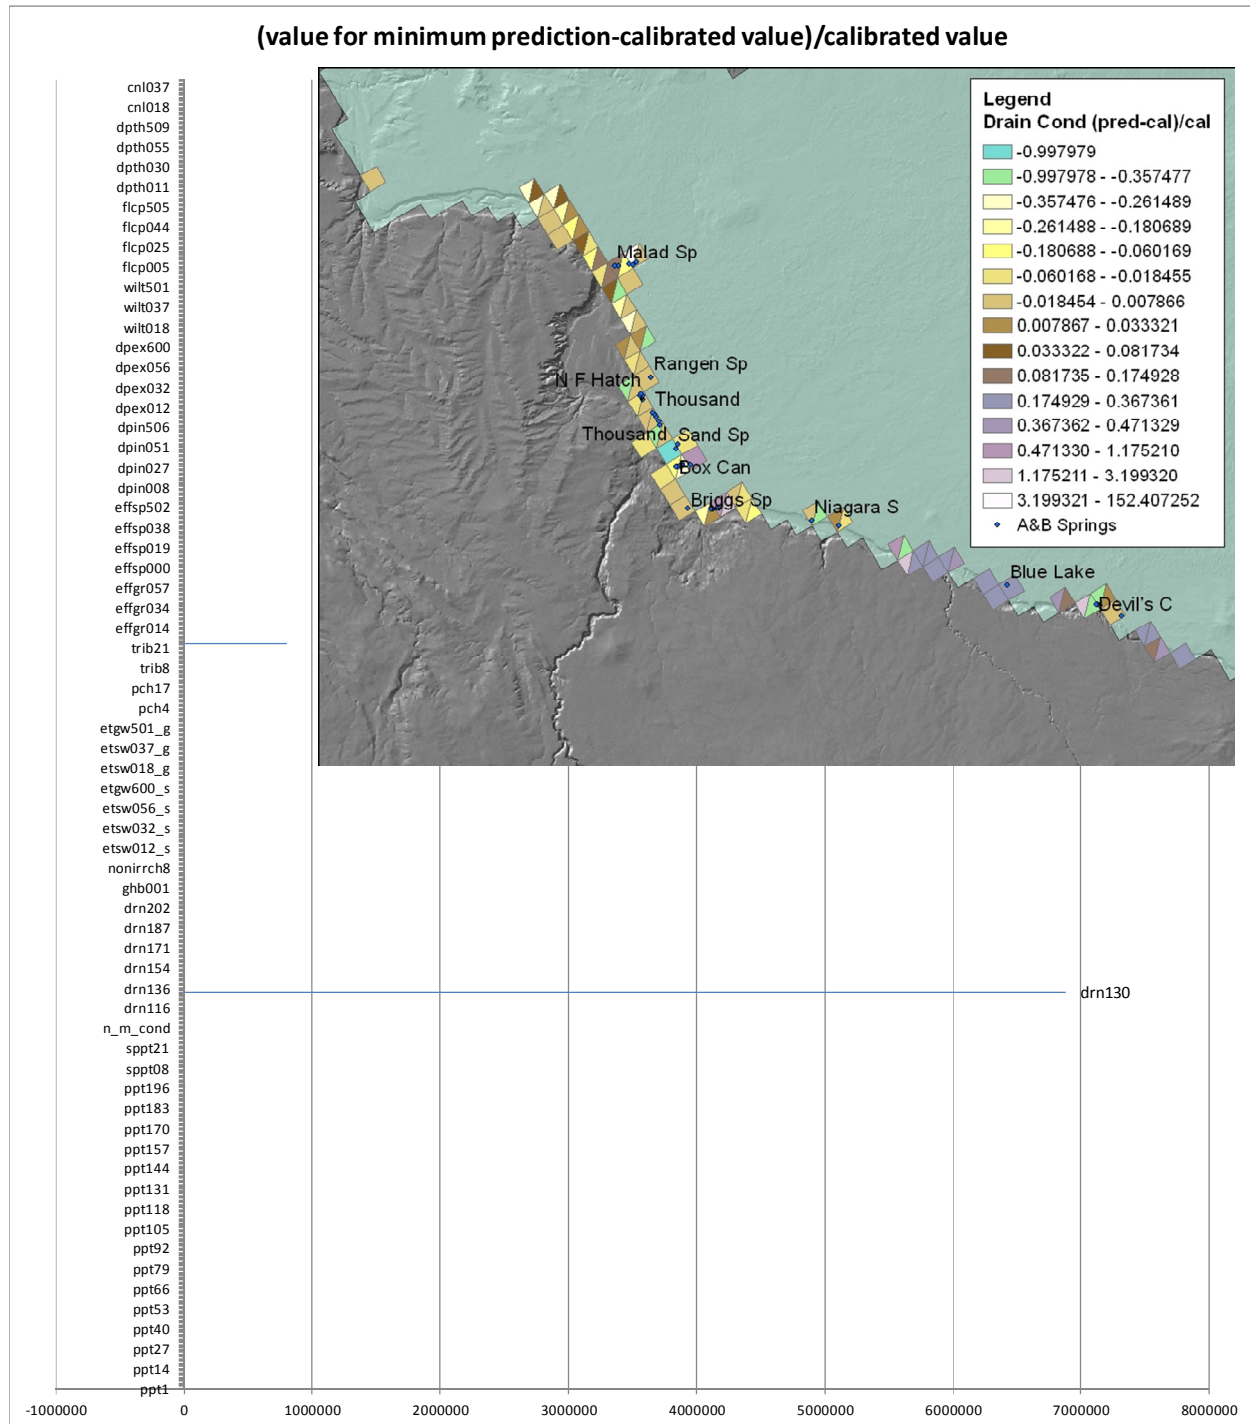 (value for minimum prediction-calibrated value)/calibrated value
cnl037
cnl018
dpth509
dpth055
dpth030
dpth011
flcp505
flcp044
flcp025
flcp005
wilt501
wilt037
wilt018
dpex600
dpex056
dpex032
dpex012
dpin506
dpin051
dpin027
dpin008
effsp502
effsp038
effsp019
effsp000
effgr057
effgr034
effgr014
trib21
trib8
pch17
pch4
etgw501_g
etsw037_g
etsw018_g
etgw600_s
etsw056_s
etsw032_s
etsw012_s
nonirrch8
ghb001
drn202
drn187
drn171
drn154
drn136
drn116
n_m_cond
sppt21
sppt08
ppt196
ppt183
ppt170
ppt157
ppt144
ppt131
ppt118
ppt105
ppt92
ppt79
ppt66
ppt53
ppt40
ppt27
ppt14
ppt1
Legend
Drain Cond (pred-cal)/cal
-0.997979
-0.997978 - -0.357477
-0.357476 - -0.261489
-0.261488 - -0.180689
-0.180688 - -0.060169
-0.060168 - -0.018455
-0.018454 - 0.007866
0.007867 - 0.033321
0.033322 - 0.081734
0.081735 - 0.174928
0.174929 - 0.367361
0.367362 - 0.471329
0.471330 - 1.175210
1.175211 - 3.199320
3.199321 - 152.407252
A&B Springs
Malad Sp
Rangen Sp
N F Hatch
Thousand
Thousand Sand Sp
Box Can
Briggs Sp
Niagara S
Blue Lake
Devil's C
drn130
-1000000 0 1000000 2000000 3000000 4000000 5000000 6000000 7000000 8000000